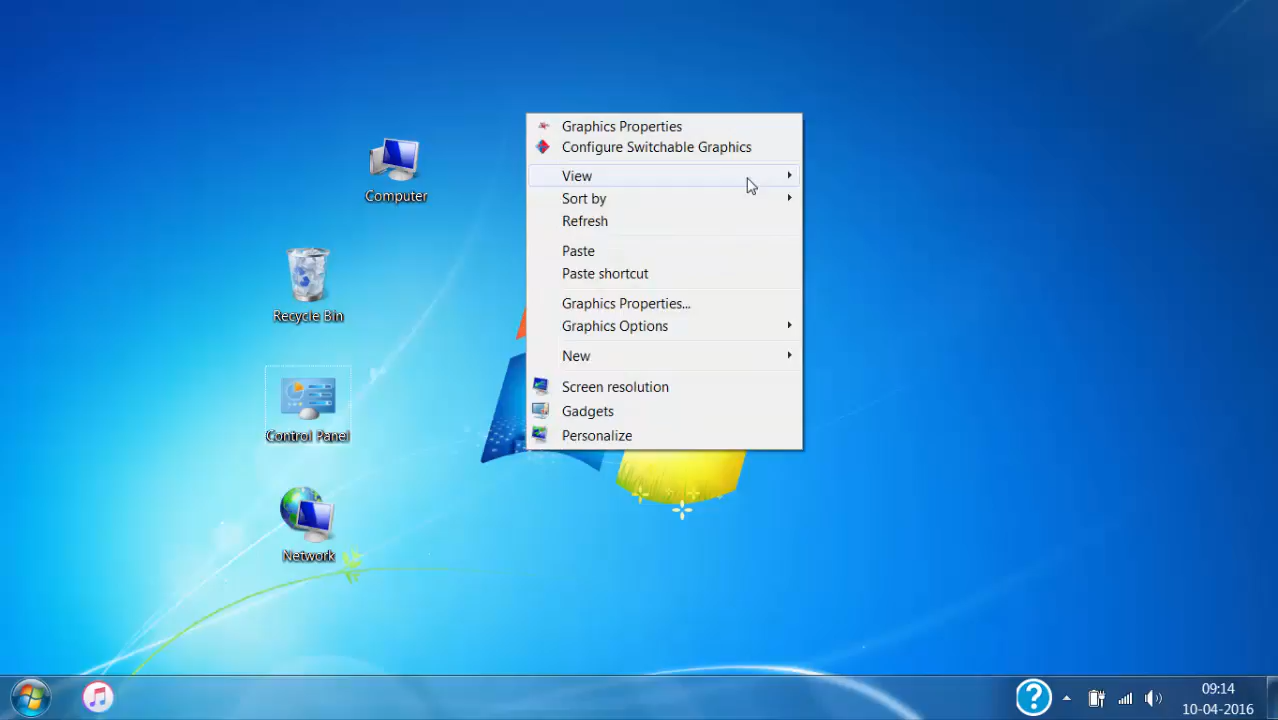 Graphics Properties
Configure Switchable Graphics
View
Sort by
Refresh
Paste
Paste shortcut
Graphics Properties...
Graphics Options
New
Screen resolution
Gadgets
Personalize
Computer
Recycle Bin
Control Panel
Network
?
09:14
10-04-2016